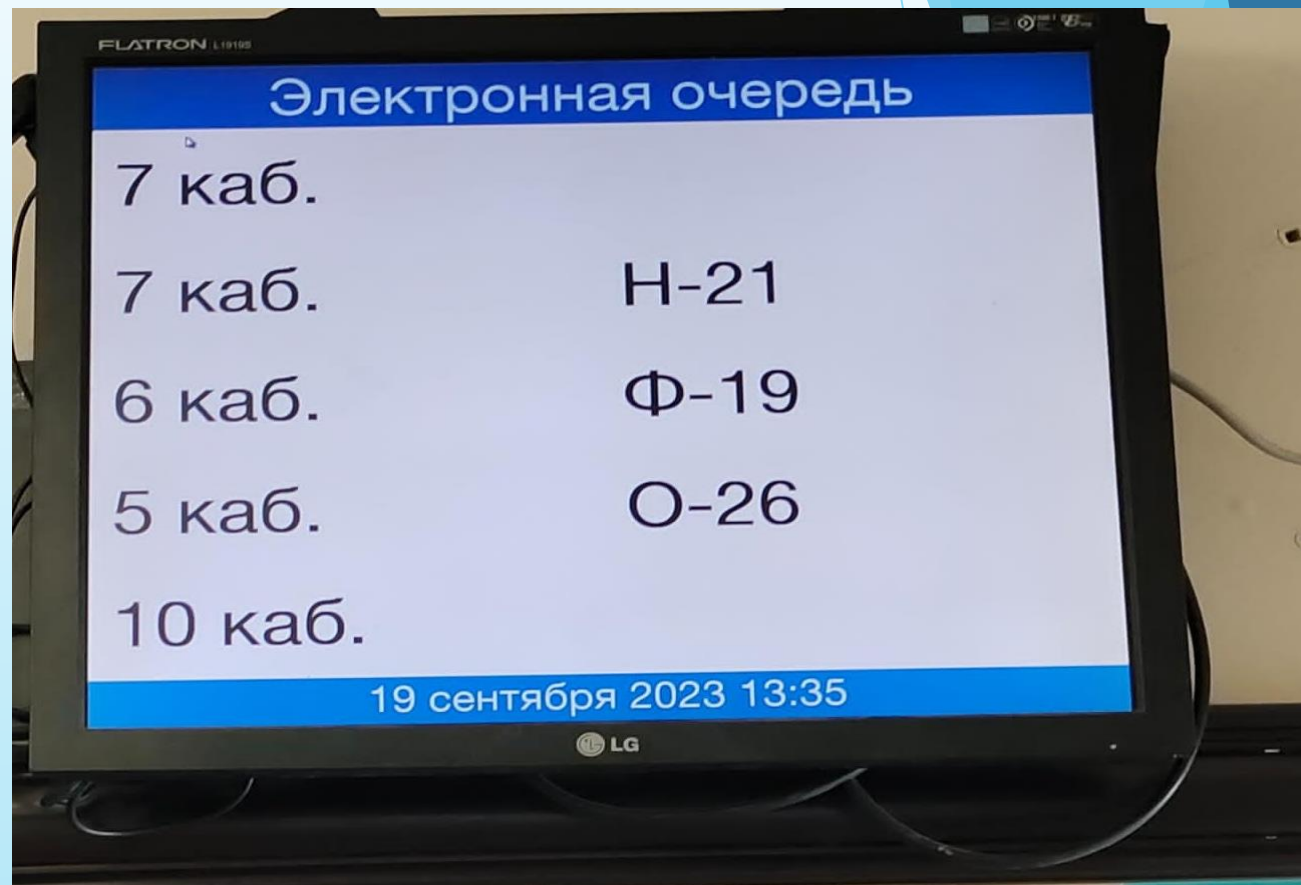 FLATRON L1919S
Электронная очередь
7 каб.
7 каб. Н-21
6 каб. Ф-19
5 каб. О-26
10 каб.
19 сентября 2023 13:35
LG